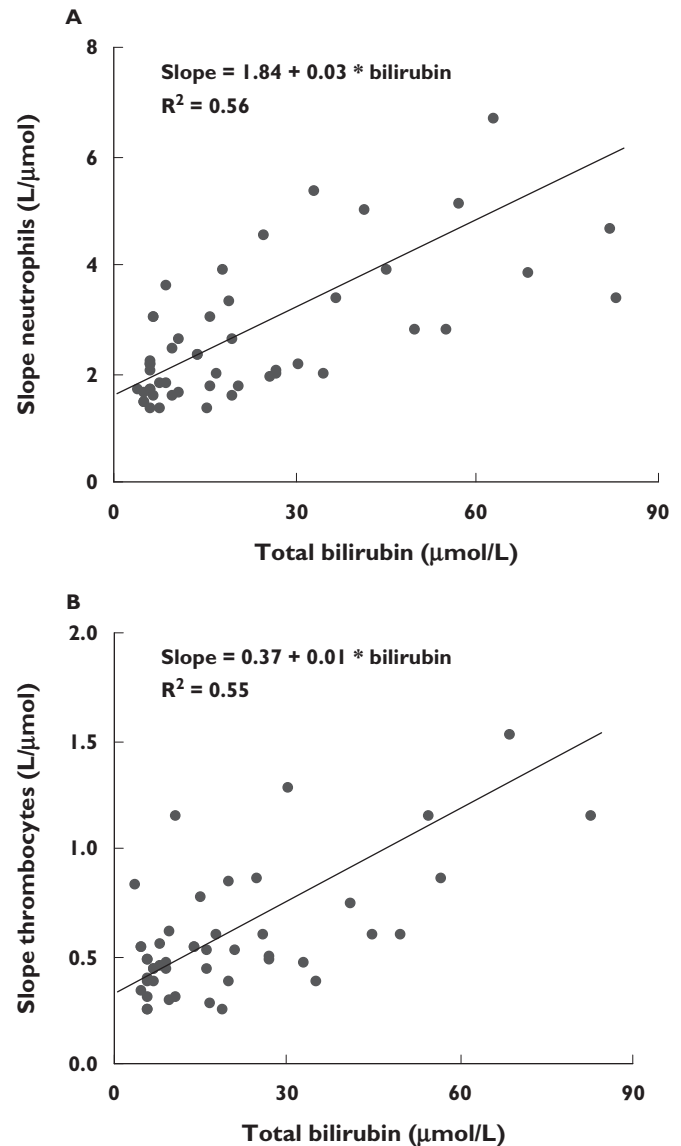 A
8
Slope = 1.84 + 0.03 * bilirubin
R² = 0.56
6
4
2
0
Slope neutrophils (L/μmol)
0 30 60 90
Total bilirubin (μmol/L)
B
2.0
Slope = 0.37 + 0.01 * bilirubin
R² = 0.55
1.5
1.0
0.5
0.0
Slope thrombocytes (L/μmol)
0 30 60 90
Total bilirubin (μmol/L)